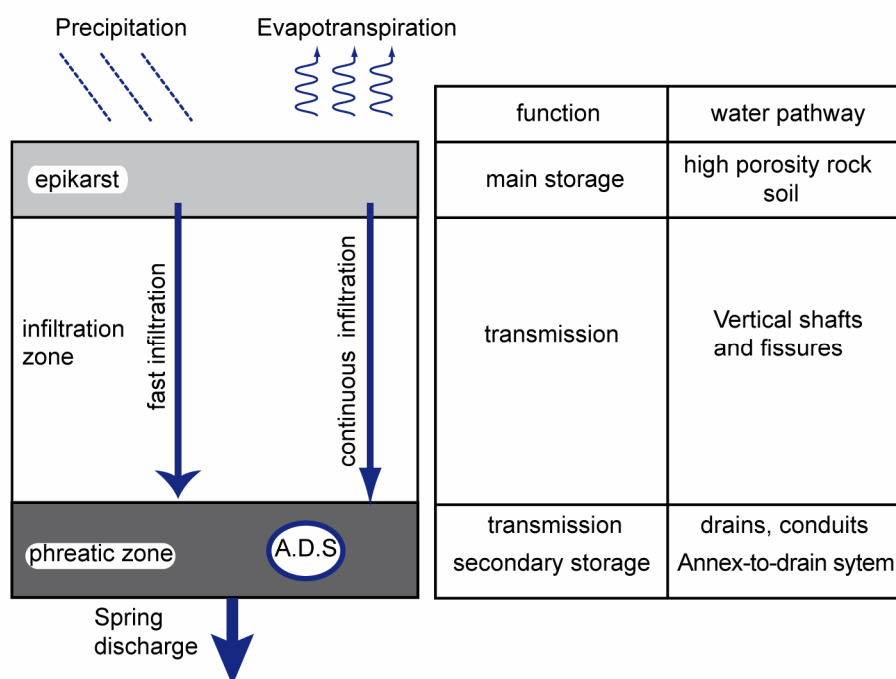 Precipitation
Evapotranspiration
epikarst
infiltration
zone
fast infiltration
continuous infiltration
phreatic zone
A.D.S
Spring
discharge
function
water pathway
main storage
high porosity rock
soil
transmission
Vertical shafts
and fissures
transmission
drains, conduits
secondary storage
Annex-to-drain sytem